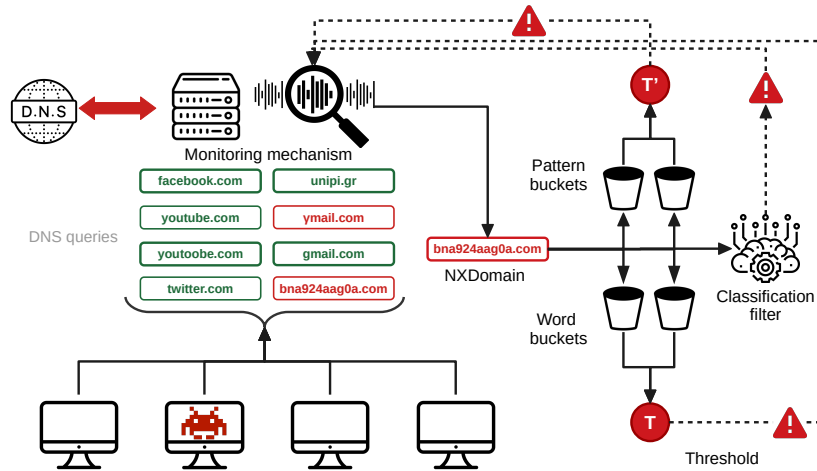 D.N.S
Monitoring mechanism
DNS queries
facebook.com
unipi.gr
youtube.com
γmail.com
youtoobe.com
gmail.com
twitter.com
bna924aag0a.com
bna924aag0a.com
NXDomain
T'
Pattern
buckets
Word
buckets
Classification
filter
T
Threshold
!
!
!